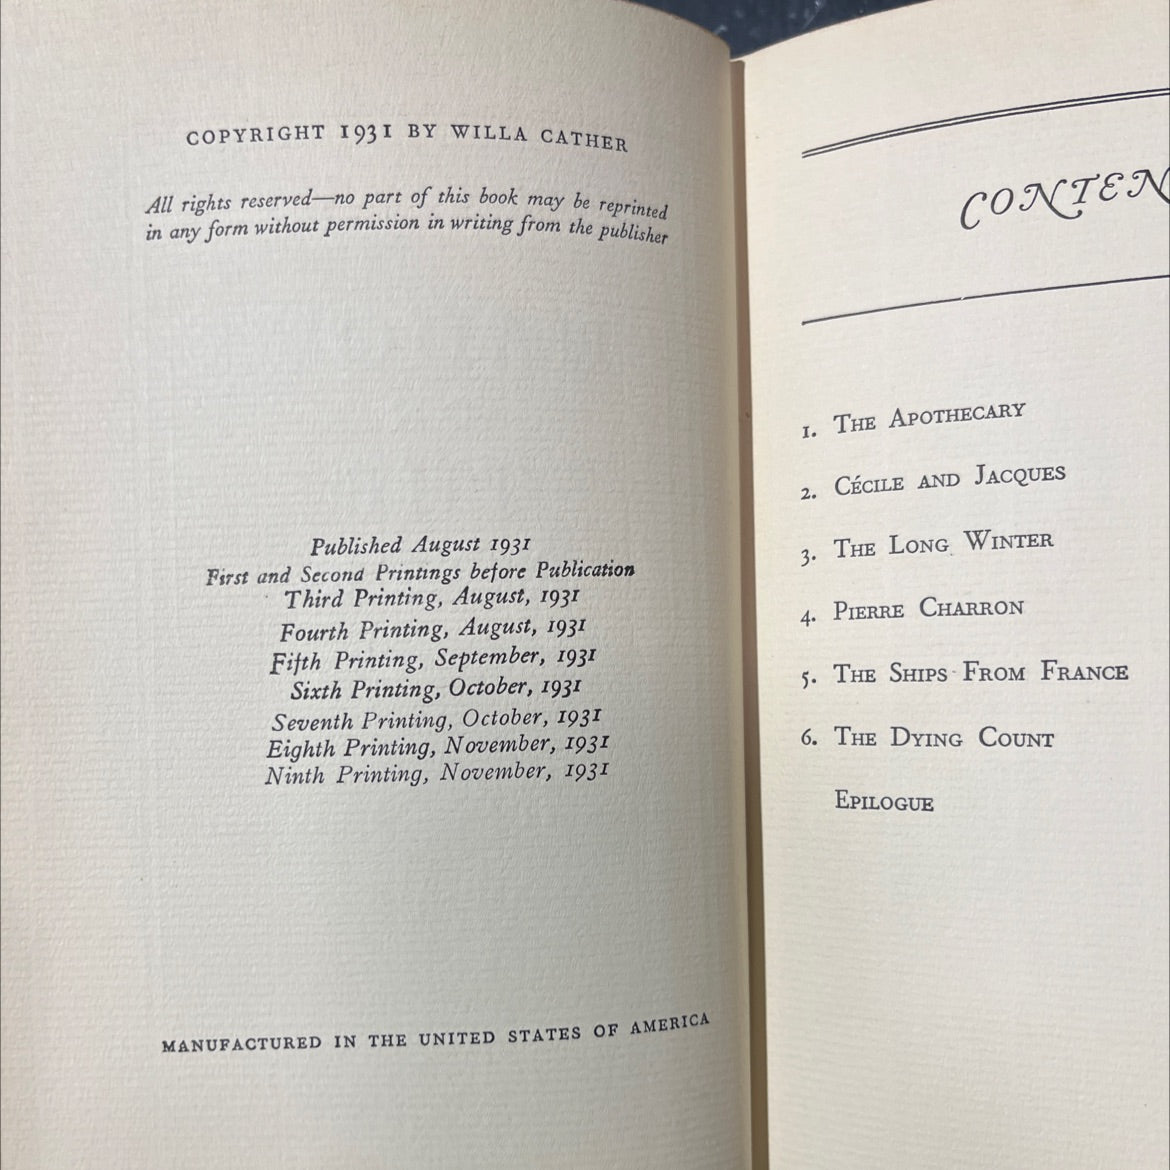 COPYRIGHT 1931 BY WILLA CATHER
All rights reserved—no part of this book may be reprinted
in any form without permission in writing from the publisher
Published August 1931
First and Second Printings before Publication
Third Printing, August, 1931
Fourth Printing, August, 1931
Fifth Printing, September, 1931
Sixth Printing, October, 1931
Seventh Printing, October, 1931
Eighth Printing, November, 1931
Ninth Printing, November, 1931
MANUFACTURED IN THE UNITED STATES OF AMERICA
CONTEN
1. THE APOTHECARY
2. CÉCILE AND JACQUES
3. THE LONG WINTER
4. PIERRE CHARRON
5. THE SHIPS FROM FRANCE
6. THE DYING COUNT
EPILOGUE